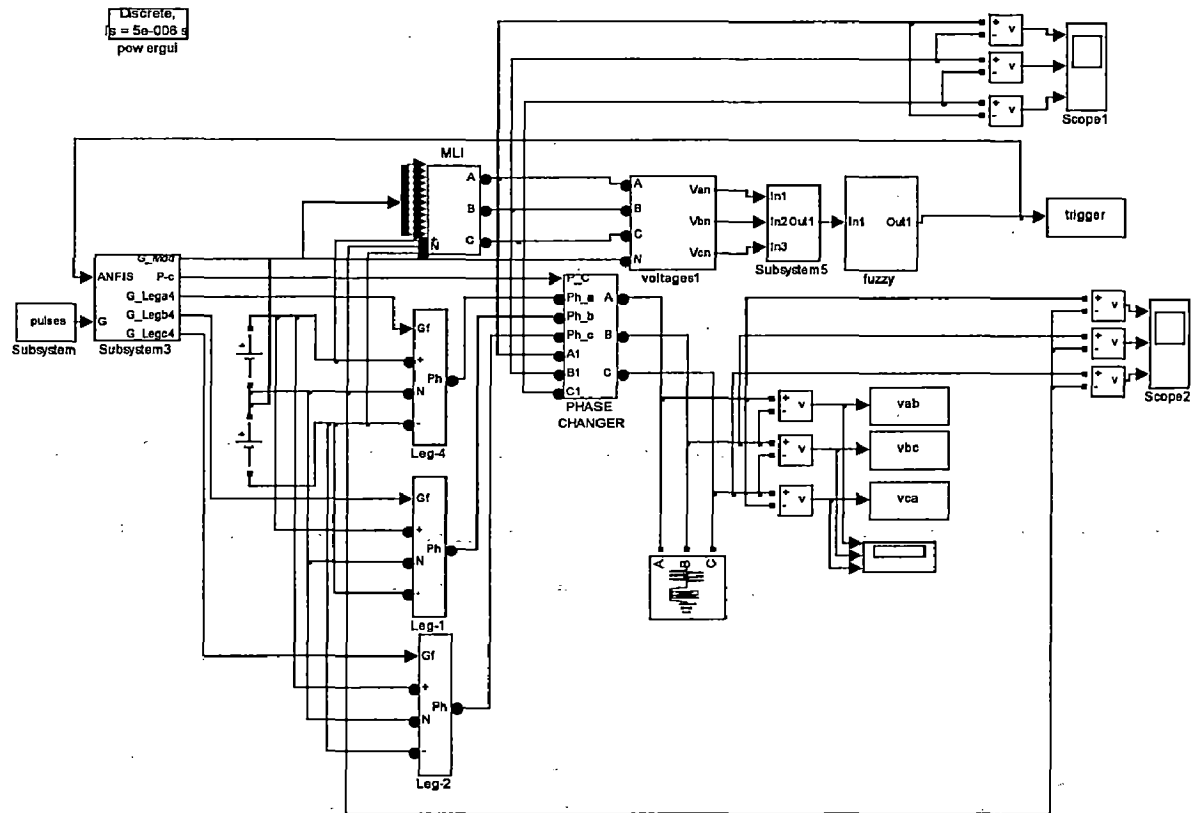 Discrete,
s = 5e-006 s
pow ergui
+ v
-
+ v
-
+ v
-
Scope1
MLI
A
B
C
N
A
B
C
N
Van
Vbn
Vcn
voltages1
In1
In2 Out1
In3
Subsystem5
In1 Out1
fuzzy
trigger
ANFIS
G
G_Mod
P-c
G_Lega4
G_Legb4
G_Legc4
Subsystem3
pulses
Subsystem
+
+
Gf
+
N
-
Ph
Leg-4
P_C
Ph_a
Ph_b
Ph_c
A1
B1
C1
A
B
C
PHASE
CHANGER
+ v
-
+ v
-
+ v
-
Scope2
+ v
-
vab
+ v
-
vbc
+ v
-
vca
Gf
+
N
-
Ph
Leg-1
A B C
Gf
+
N
-
Ph
Leg-2